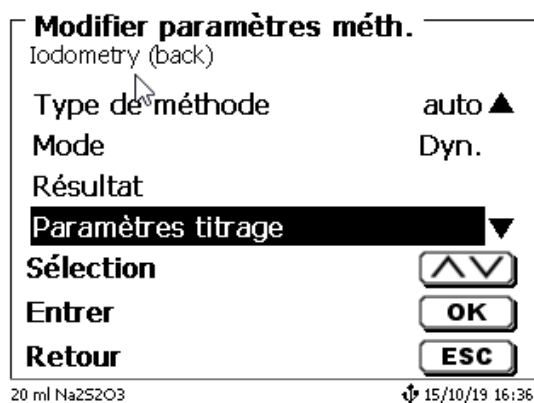 Modifier paramètres méth.
Iodometry (back)
Type de méthode auto
Mode Dyn.
Résultat
Paramètres titrage
Sélection
Entrer OK
Retour ESC
20 ml Na2S2O3 15/10/19 16:36